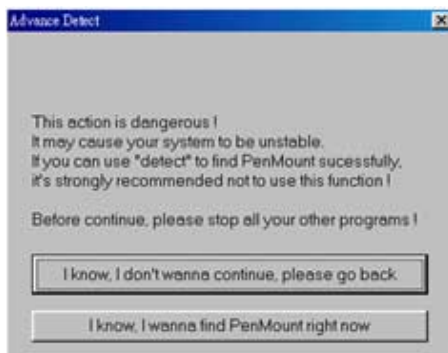 Advance Detect
This action is dangerous !
It may cause your system to be unstable.
If you can use "detect" to find PenMount sucessfully,
it's strongly recommended not to use this function !
Before continue, please stop all your other programs !
I know, I don't wanna continue, please go back
I know, I wanna find PenMount right now